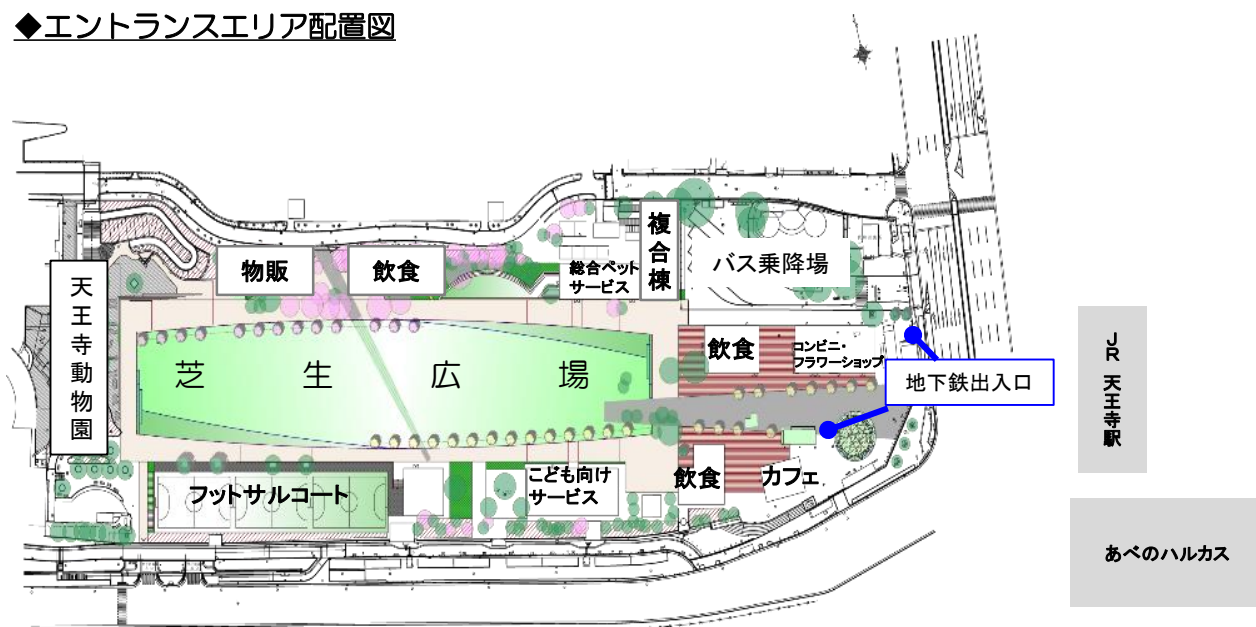 ◆エントランスエリア配置図
天王寺動物園
物販
飲食
総合ペット
サービス
複合棟
バス乗降場
芝生広場
飲食
コンビニ・
フラワーショップ
地下鉄出入口
JR 天王寺駅
フットサルコート
こども向け
サービス
飲食
カフェ
あべのハルカス